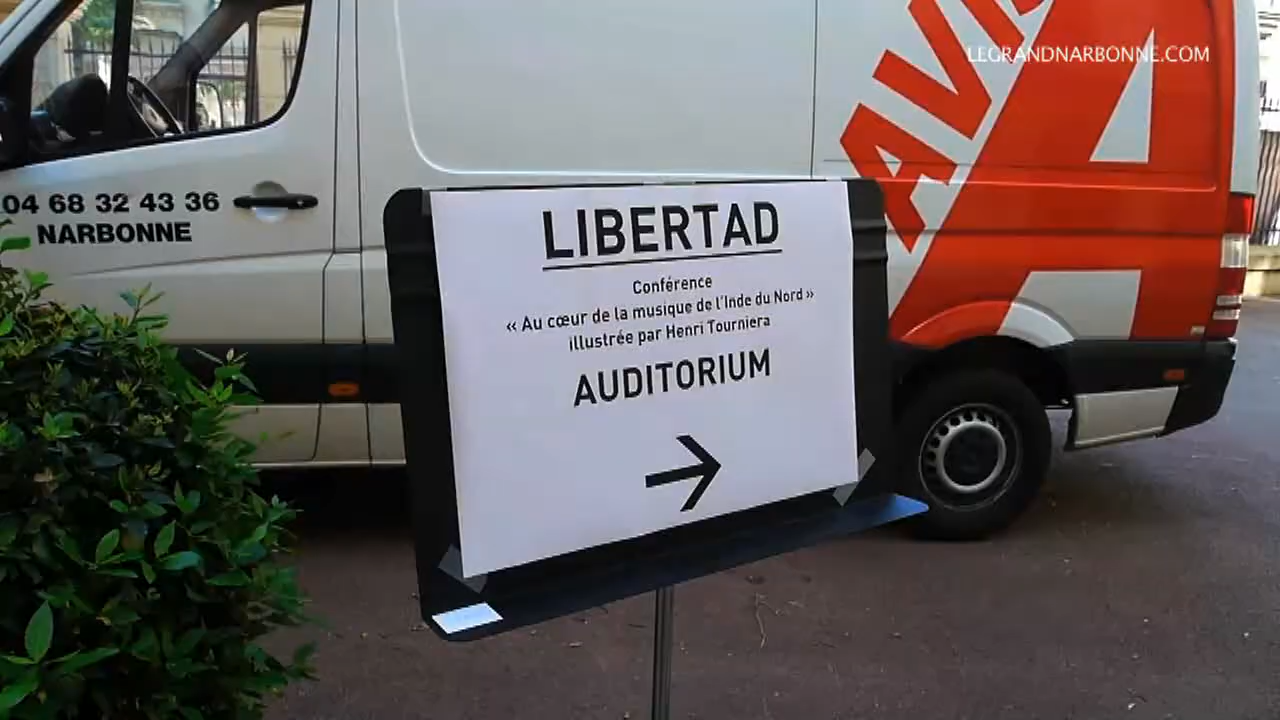 LEGRANDNARBONNE.COM
AVIS
A
04 68 32 43 36
NARBONNE
LIBERTAD
Conférence
« Au cœur de la musique de l'Inde du Nord »
illustrée par Henri Tourniera
AUDITORIUM